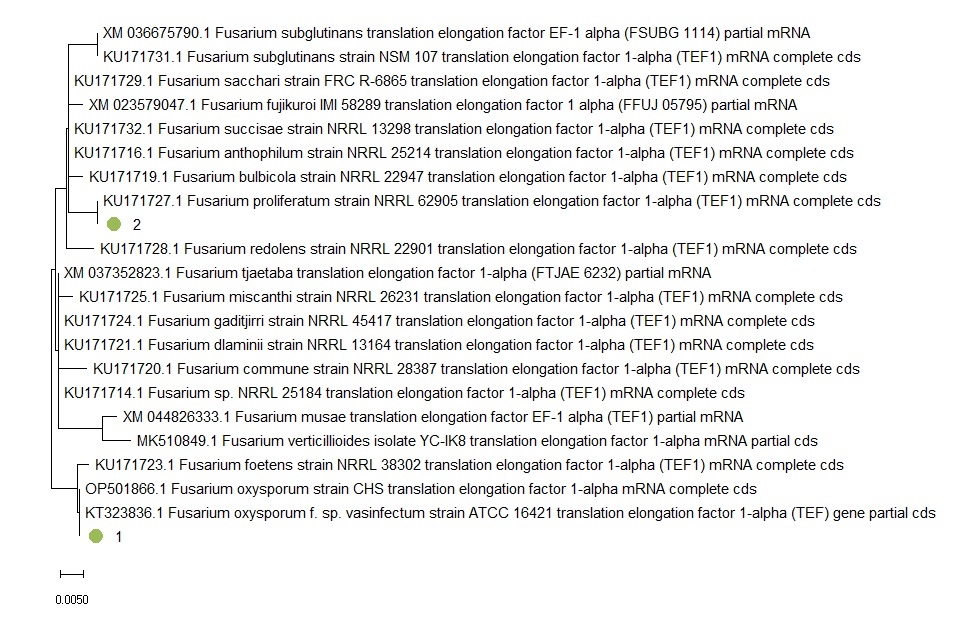 XM 036675790.1 Fusarium subglutinans translation elongation factor EF-1 alpha (FSUBG 1114) partial mRNA
KU171731.1 Fusarium subglutinans strain NSM 107 translation elongation factor 1-alpha (TEF1) mRNA complete cds
KU171729.1 Fusarium sacchari strain FRC R-6865 translation elongation factor 1-alpha (TEF1) mRNA complete cds
XM 023579047.1 Fusarium fujikuroi IMI 58289 translation elongation factor 1 alpha (FFUJ 05795) partial mRNA
KU171732.1 Fusarium succisae strain NRRL 13298 translation elongation factor 1-alpha (TEF1) mRNA complete cds
KU171716.1 Fusarium anthophilum strain NRRL 25214 translation elongation factor 1-alpha (TEF1) mRNA complete cds
KU171719.1 Fusarium bulbicola strain NRRL 22947 translation elongation factor 1-alpha (TEF1) mRNA complete cds
KU171727.1 Fusarium proliferatum strain NRRL 62905 translation elongation factor 1-alpha (TEF1) mRNA complete cds
2
KU171728.1 Fusarium redolens strain NRRL 22901 translation elongation factor 1-alpha (TEF1) mRNA complete cds
XM 037352823.1 Fusarium tjaetaba translation elongation factor 1-alpha (FTJAE 6232) partial mRNA
KU171725.1 Fusarium miscanthi strain NRRL 26231 translation elongation factor 1-alpha (TEF1) mRNA complete cds
KU171724.1 Fusarium gaditjirri strain NRRL 45417 translation elongation factor 1-alpha (TEF1) mRNA complete cds
KU171721.1 Fusarium dlaminii strain NRRL 13164 translation elongation factor 1-alpha (TEF1) mRNA complete cds
KU171720.1 Fusarium commune strain NRRL 28387 translation elongation factor 1-alpha (TEF1) mRNA complete cds
KU171714.1 Fusarium sp. NRRL 25184 translation elongation factor 1-alpha (TEF1) mRNA complete cds
XM 044826333.1 Fusarium musae translation elongation factor EF-1 alpha (TEF1) partial mRNA
MK510849.1 Fusarium verticillioides isolate YC-IK8 translation elongation factor 1-alpha mRNA partial cds
KU171723.1 Fusarium foetens strain NRRL 38302 translation elongation factor 1-alpha (TEF1) mRNA complete cds
OP501866.1 Fusarium oxysporum strain CHS translation elongation factor 1-alpha mRNA complete cds
KT323836.1 Fusarium oxysporum f. sp. vasinfectum strain ATCC 16421 translation elongation factor 1-alpha (TEF) gene partial cds
1
0.0050